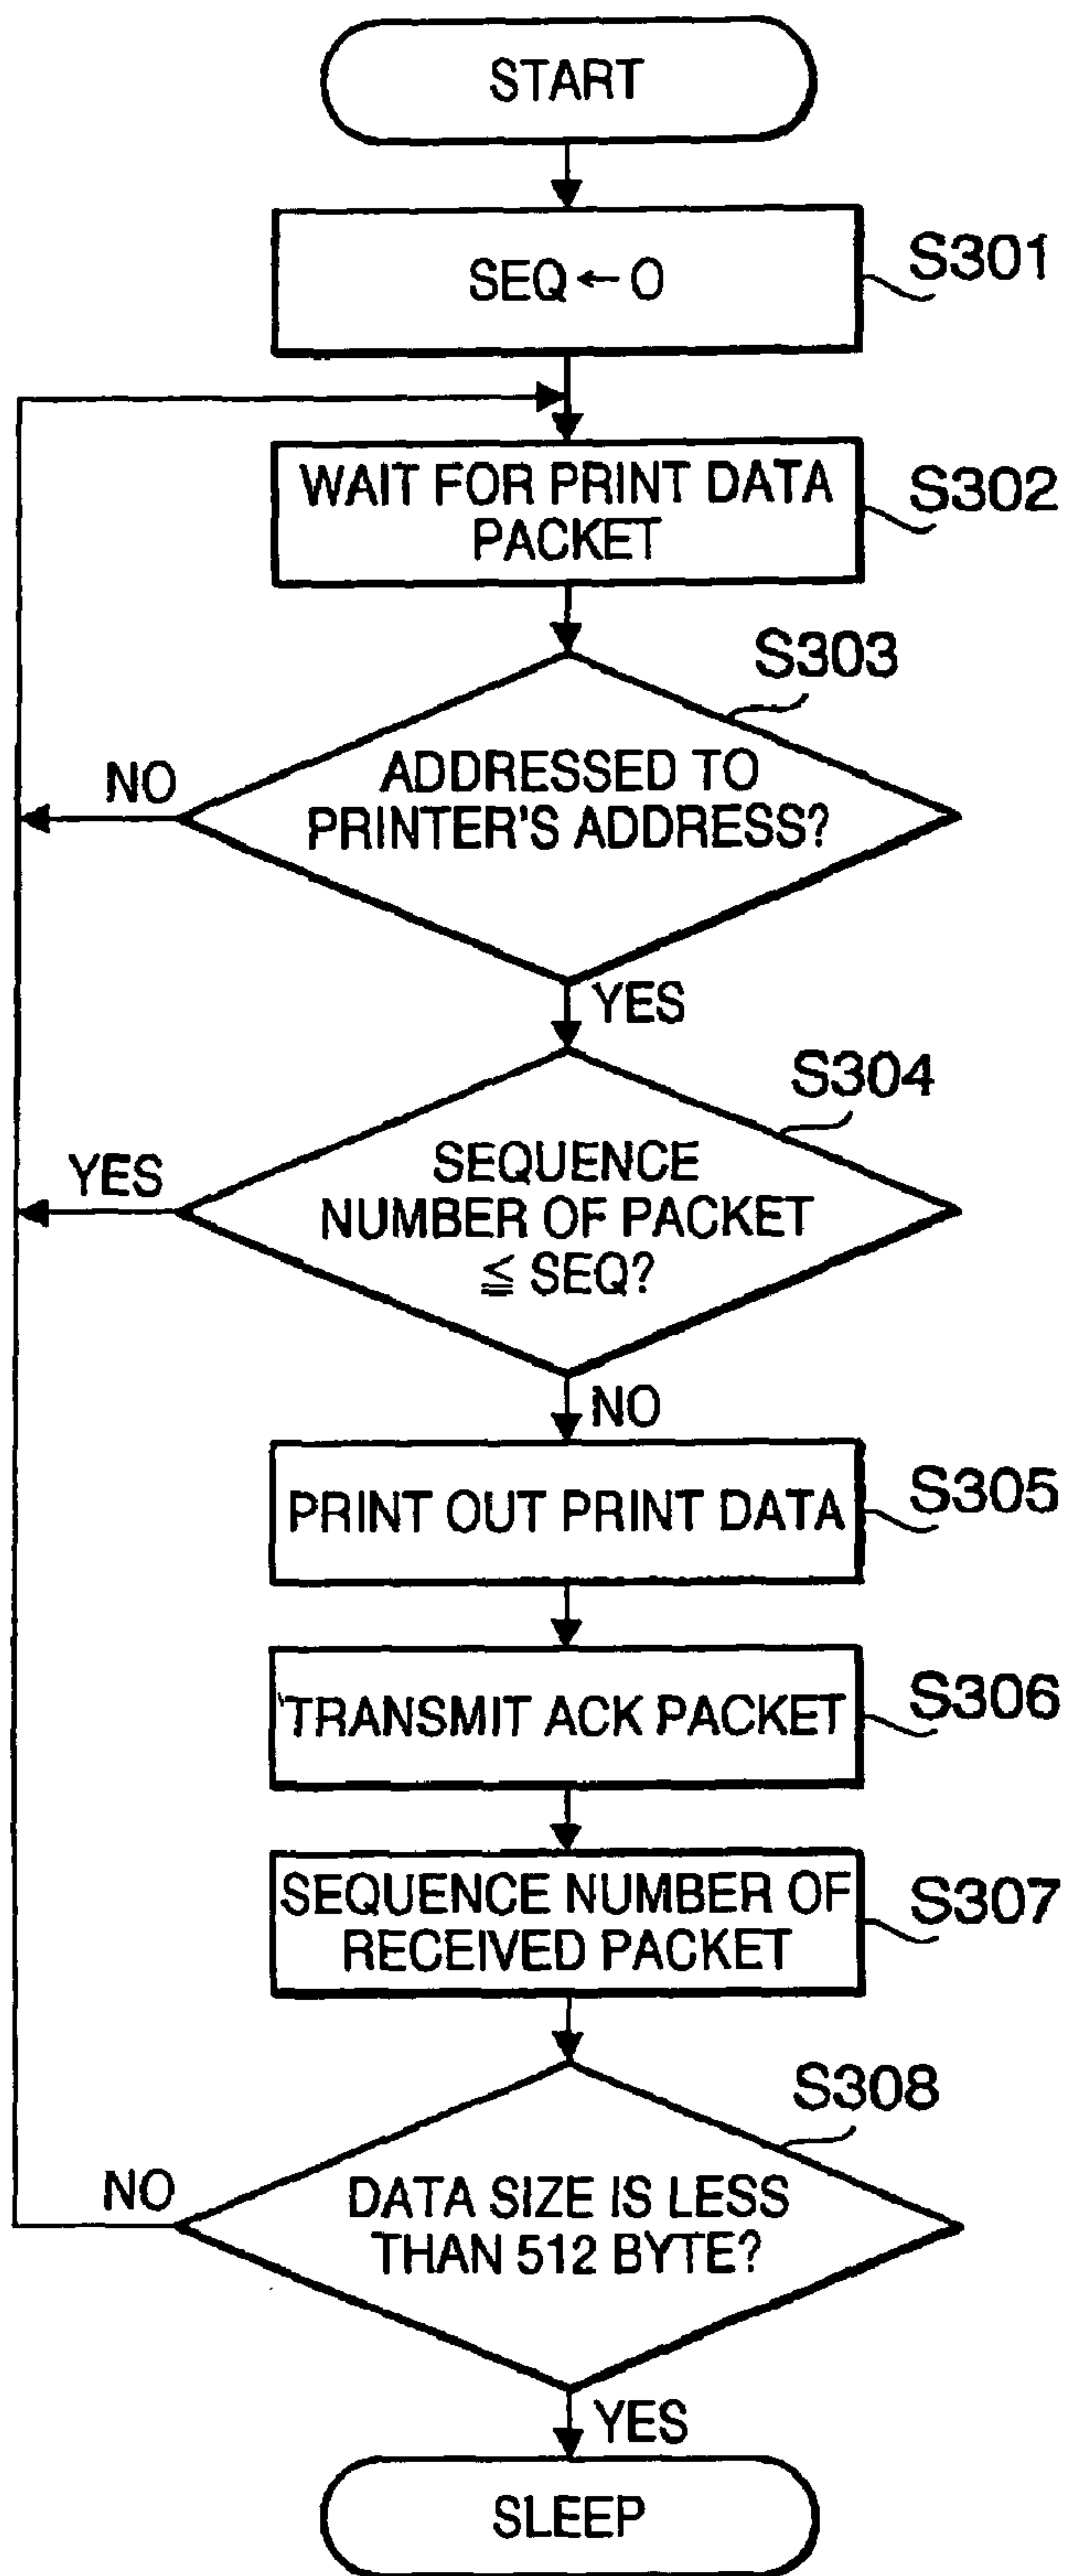 START
SEQ ← 0
S301
WAIT FOR PRINT DATA
PACKET
S302
S303
ADDRESSED TO
PRINTER'S ADDRESS?
NO
YES
S304
SEQUENCE
NUMBER OF PACKET
≦ SEQ?
YES
NO
PRINT OUT PRINT DATA
S305
TRANSMIT ACK PACKET
S306
SEQUENCE NUMBER OF
RECEIVED PACKET
S307
S308
DATA SIZE IS LESS
THAN 512 BYTE?
NO
YES
SLEEP